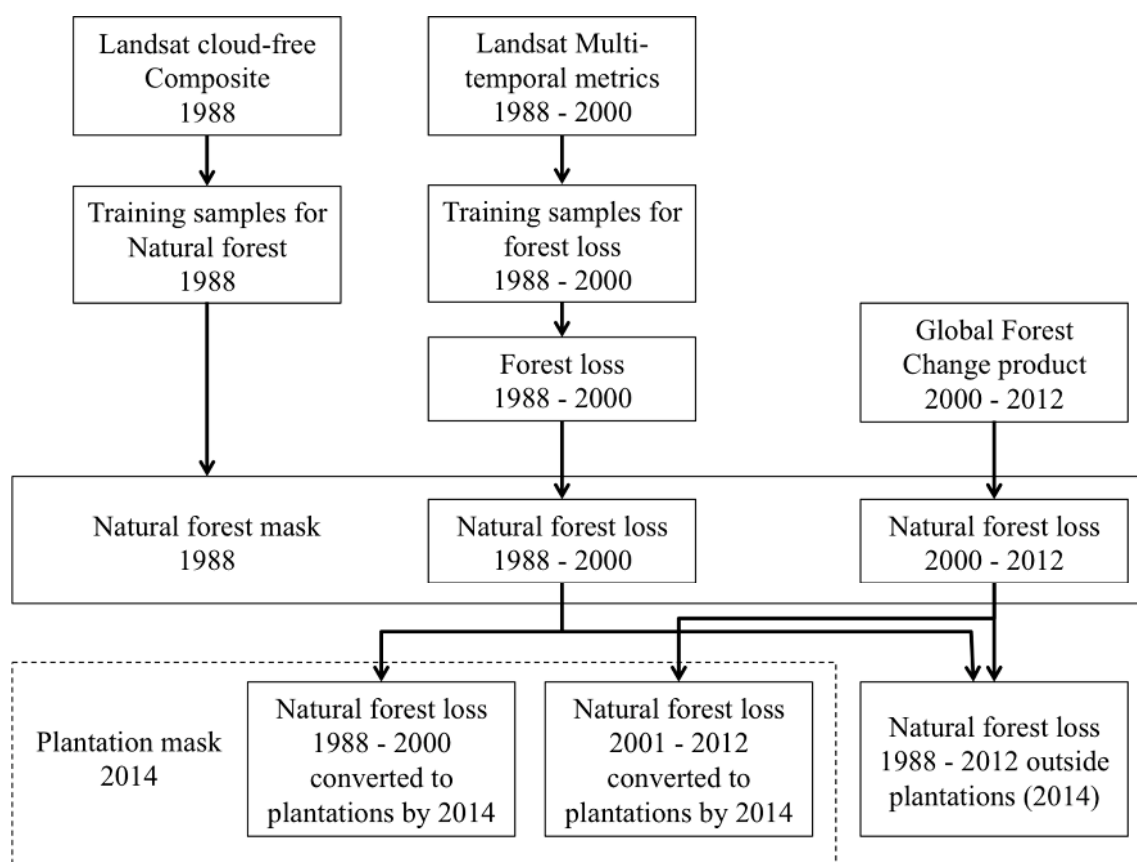 Landsat cloud-free
Composite
1988
Landsat Multi-
temporal metrics
1988 - 2000
Training samples for
Natural forest
1988
Training samples for
forest loss
1988 - 2000
Forest loss
1988 - 2000
Global Forest
Change product
2000 - 2012
Natural forest mask
1988
Natural forest loss
1988 - 2000
Natural forest loss
2000 - 2012
Plantation mask
2014
Natural forest loss
1988 - 2000
converted to
plantations by 2014
Natural forest loss
2001 - 2012
converted to
plantations by 2014
Natural forest loss
1988 - 2012 outside
plantations (2014)